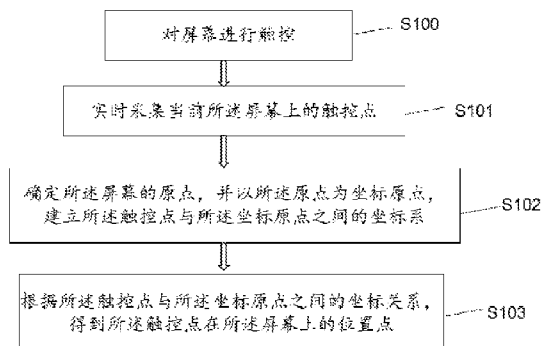 对屏幕进行触控
S100
实时采集当前所述屏幕上的触控点
S101
确定所述屏幕的原点，并以所述原点为坐标原点，
建立所述触控点与所述坐标原点之间的坐标系
S102
根据所述触控点与所述坐标原点之间的坐标关系，
得到所述触控点在所述屏幕上的位置点
S103